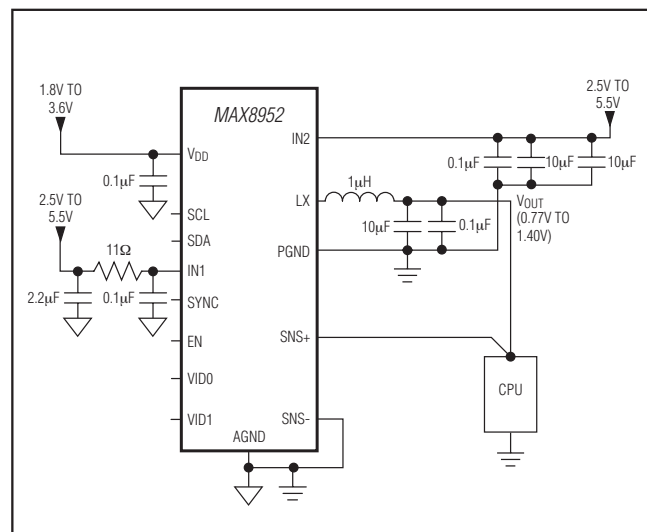 1.8V TO
3.6V
MAX8952
VDD
0.1µF
2.5V TO
5.5V
11Ω
2.2µF
0.1µF
SCL
SDA
IN1
SYNC
EN
VID0
VID1
AGND
IN2
LX
PGND
SNS+
SNS-
1µH
10µF
0.1µF
2.5V TO
5.5V
0.1µF
10µF
10µF
VOUT
(0.77V TO
1.40V)
CPU